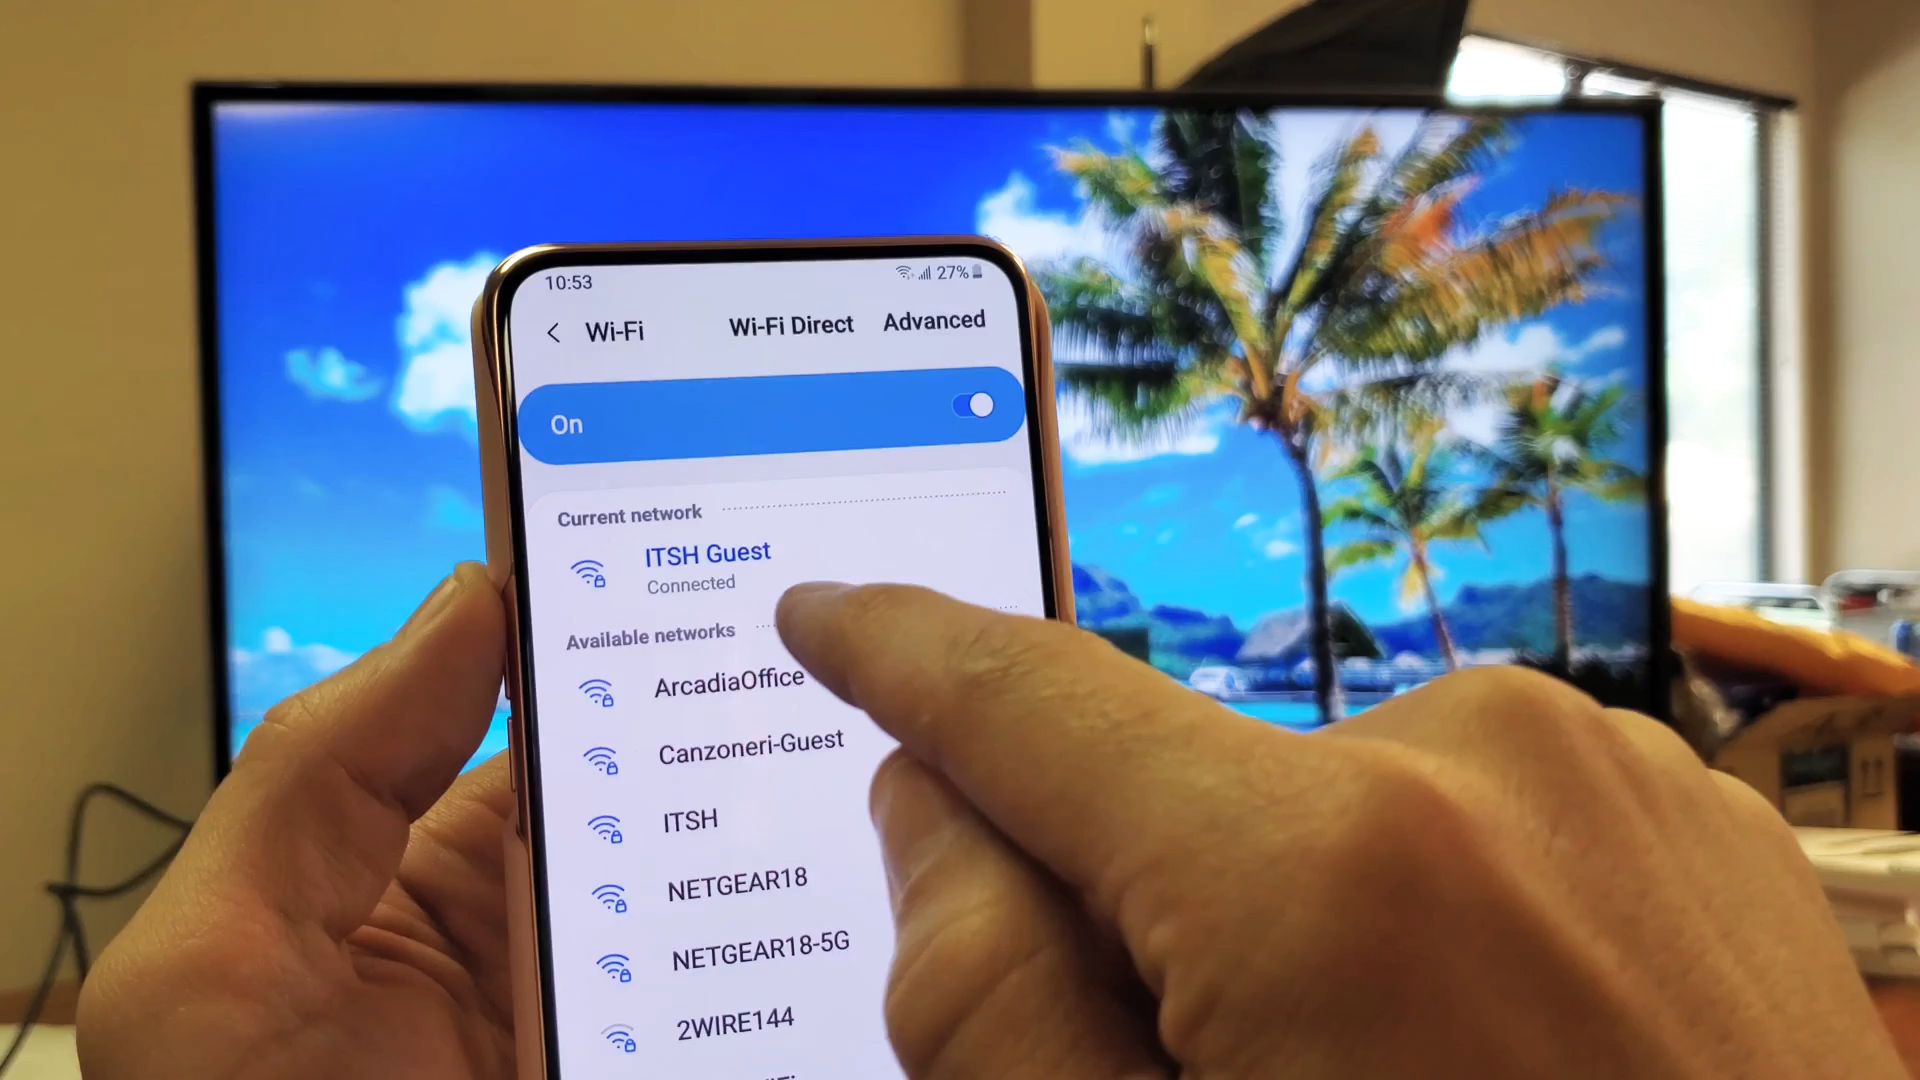 10:53 27%
Wi-Fi Wi-Fi Direct Advanced
On
Current network
ITSH Guest
Connected
Available networks
ArcadiaOffice
Canzoneri-Guest
ITSH
NETGEAR18
NETGEAR18-5G
2WIRE144